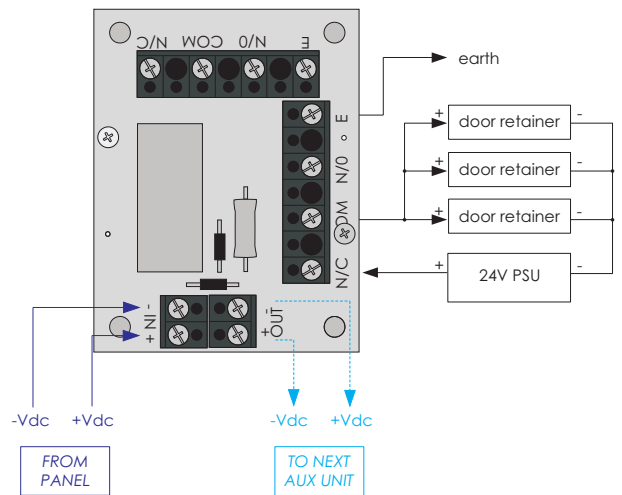 N/C COM N/0 E
E
N/0
COM
N/C
earth
+ door retainer -
+ door retainer -
+ door retainer -
+ 24V PSU -
- IN +
- OUT +
-Vdc +Vdc
-Vdc +Vdc
FROM
PANEL
TO NEXT
AUX UNIT